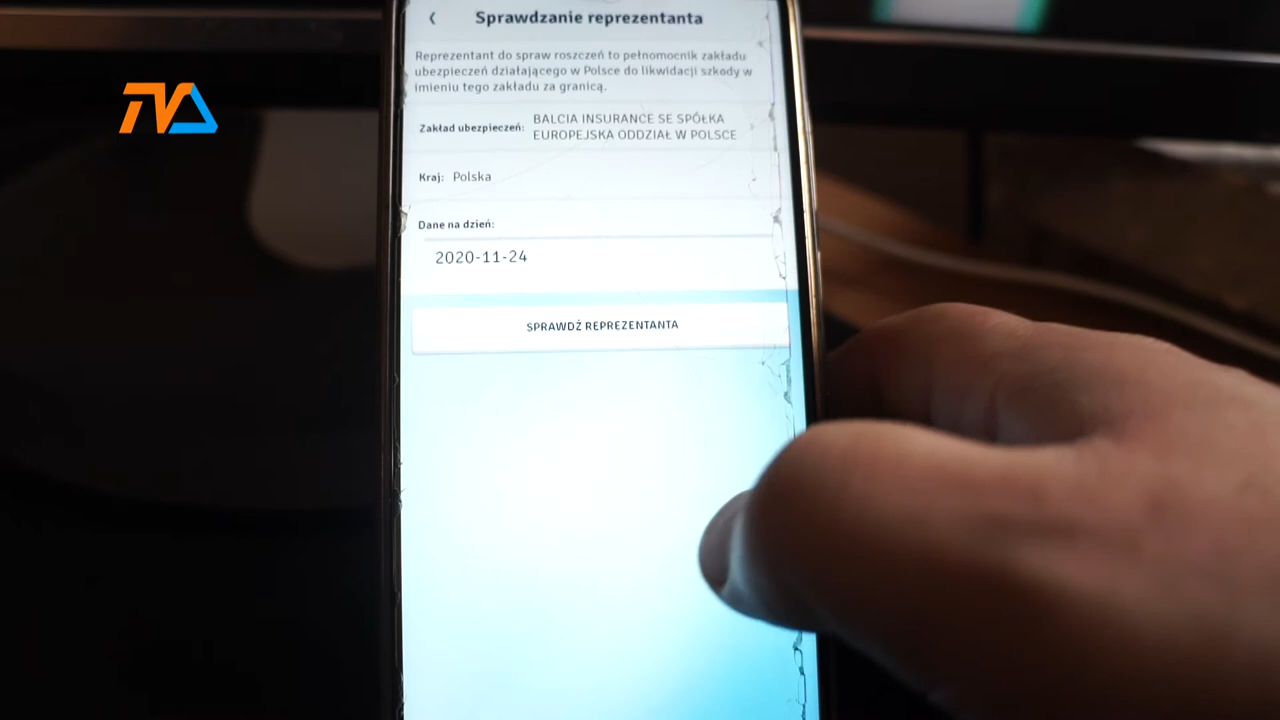 Sprawdzanie reprezentanta
Reprezentant do spraw roszczeń to pełnomocnik zakładu
ubezpieczeń działającego w Polsce do likwidacji szkody w
imieniu tego zakładu za granicą.
Zakład ubezpieczeń: BALCIA INSURANCE SE SPÓŁKA
EUROPEJSKA ODDZIAŁ W POLSCE
Kraj: Polska
Dane na dzień:
2020-11-24
SPRAWDŹ REPREZENTANTA
TVA